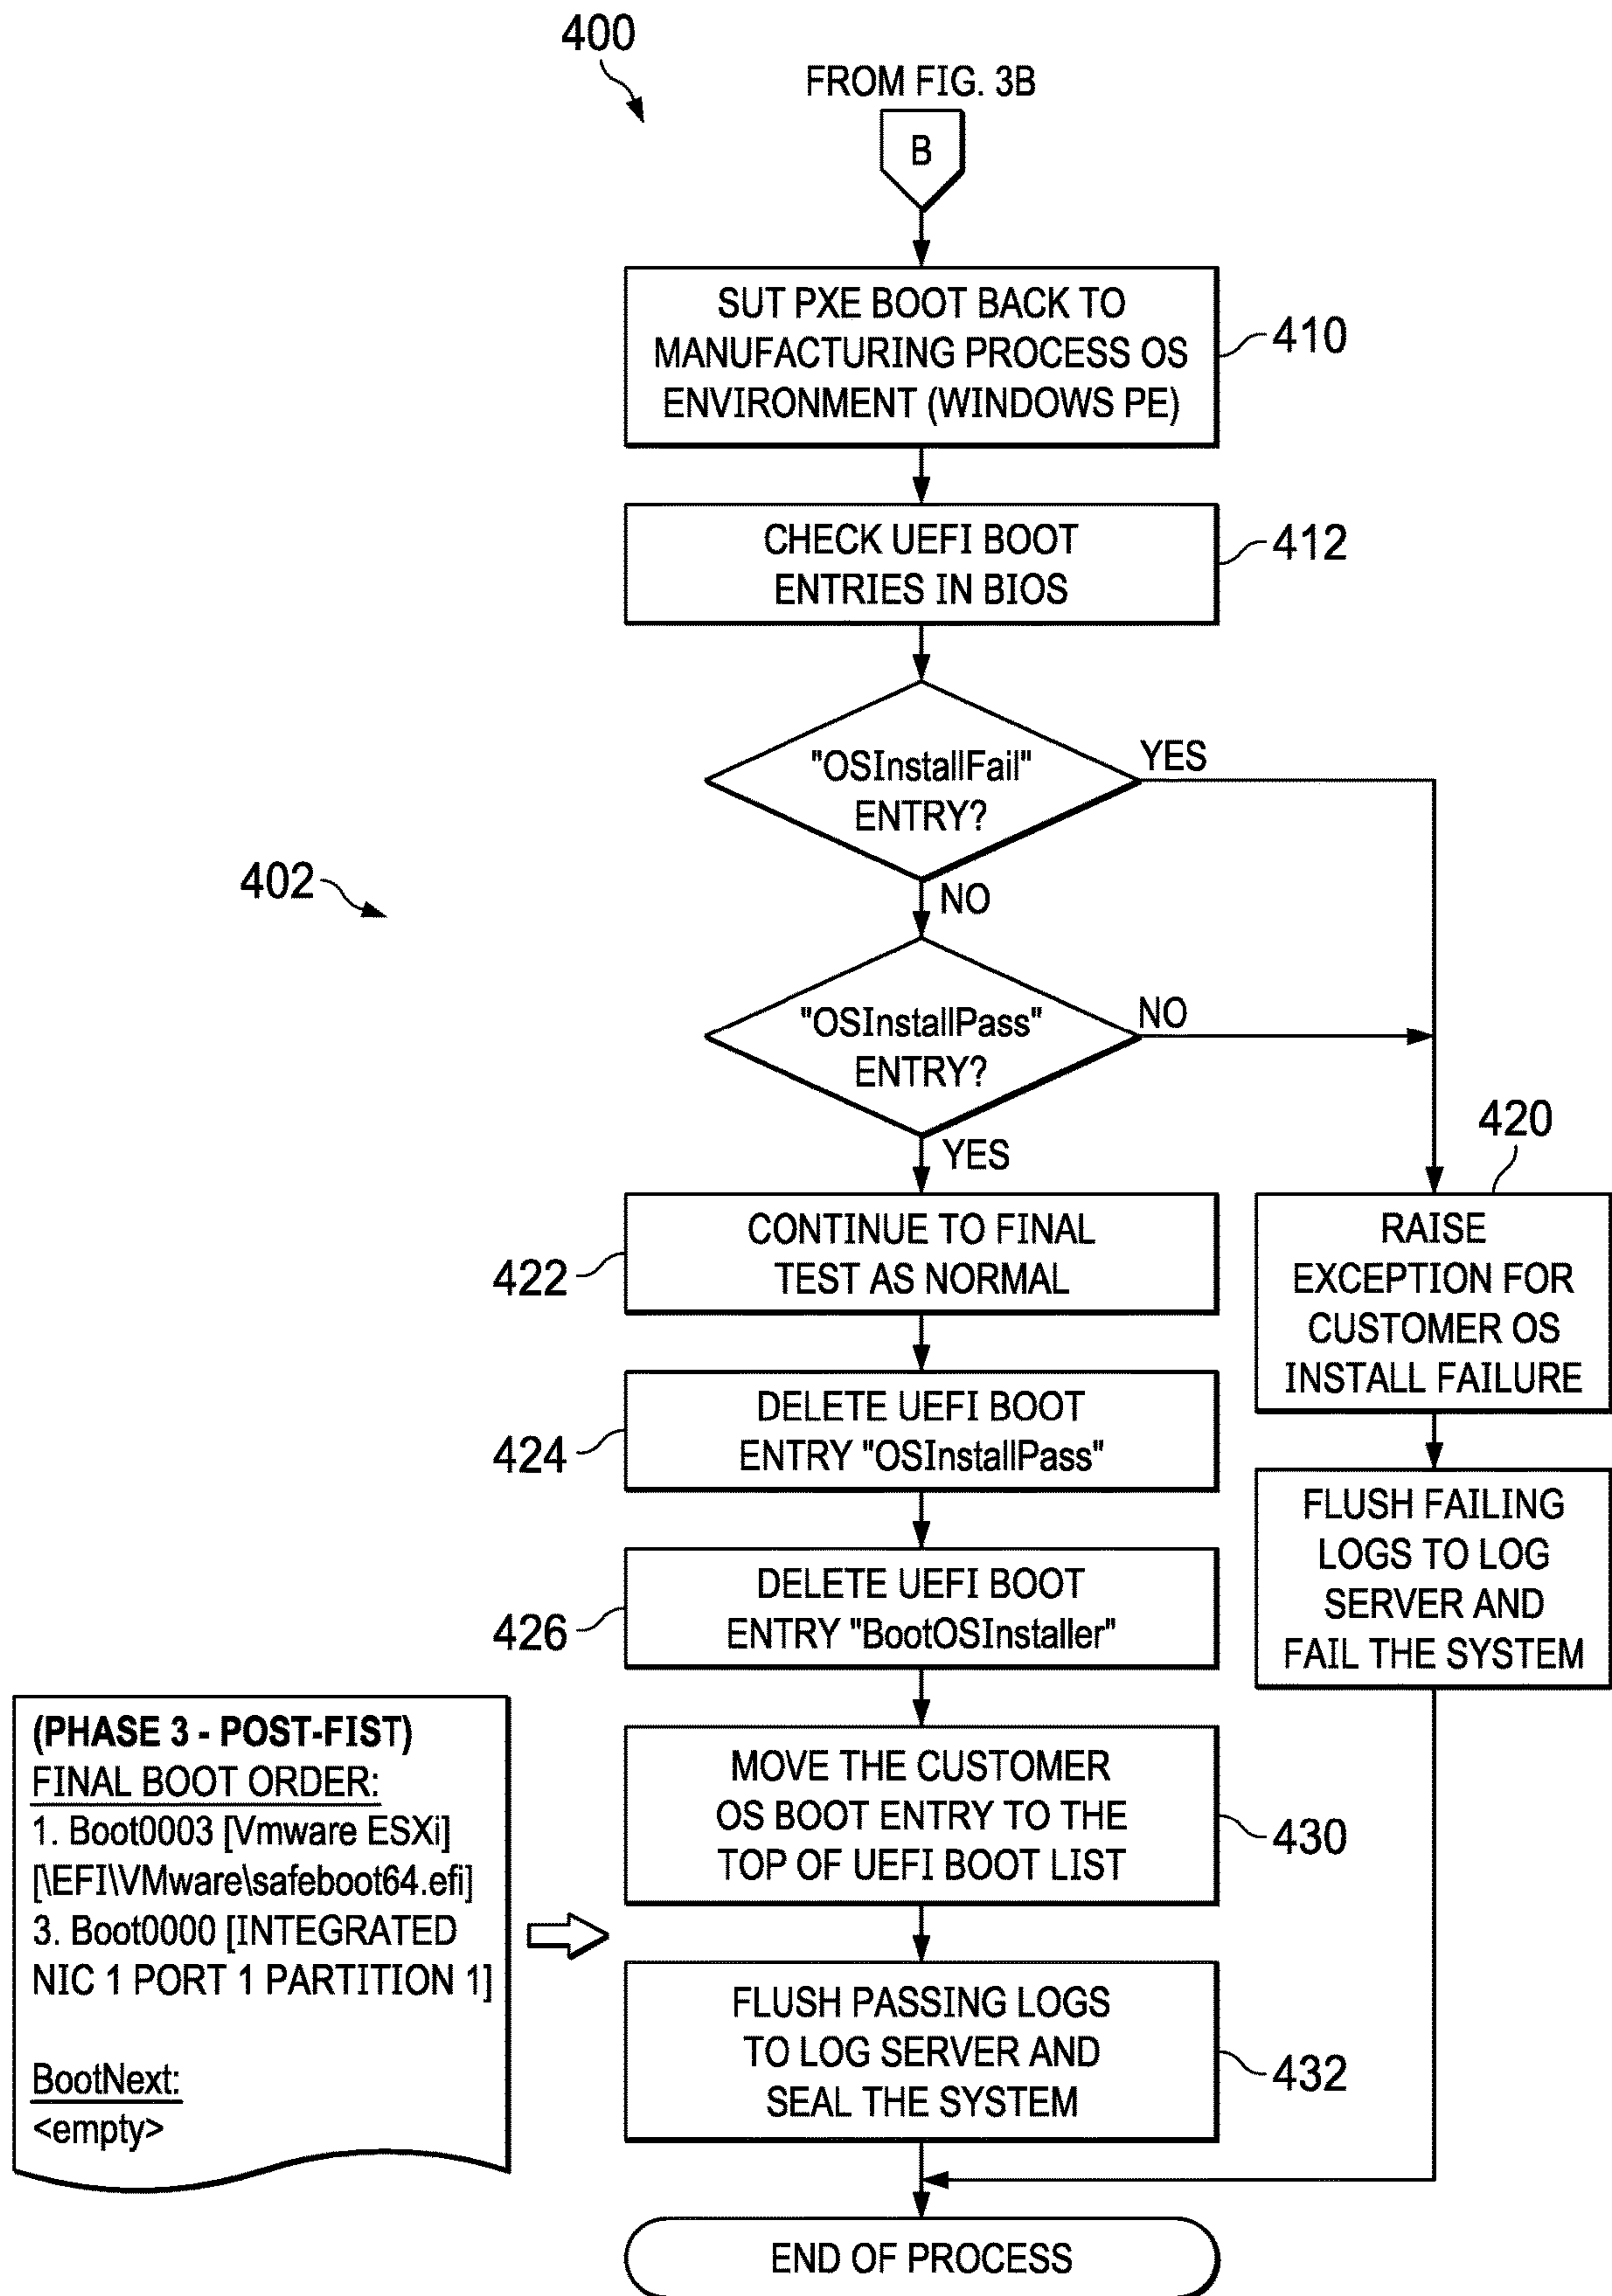 400
FROM FIG. 3B
B
SUT PXE BOOT BACK TO
MANUFACTURING PROCESS OS
ENVIRONMENT (WINDOWS PE)
410
CHECK UEFI BOOT
ENTRIES IN BIOS
412
"OSInstallFail"
ENTRY?
YES
NO
402
"OSInstallPass"
ENTRY?
NO
YES
420
RAISE
EXCEPTION FOR
CUSTOMER OS
INSTALL FAILURE
CONTINUE TO FINAL
TEST AS NORMAL
422
DELETE UEFI BOOT
ENTRY "OSInstallPass"
424
FLUSH FAILING
LOGS TO LOG
SERVER AND
FAIL THE SYSTEM
DELETE UEFI BOOT
ENTRY "BootOSInstaller"
426
(PHASE 3 - POST-FIST)
FINAL BOOT ORDER:
1. Boot0003 [Vmware ESXi]
[\EFI\VMware\safeboot64.efi]
3. Boot0000 [INTEGRATED
NIC 1 PORT 1 PARTITION 1]
BootNext:
<empty>
MOVE THE CUSTOMER
OS BOOT ENTRY TO THE
TOP OF UEFI BOOT LIST
430
FLUSH PASSING LOGS
TO LOG SERVER AND
SEAL THE SYSTEM
432
END OF PROCESS